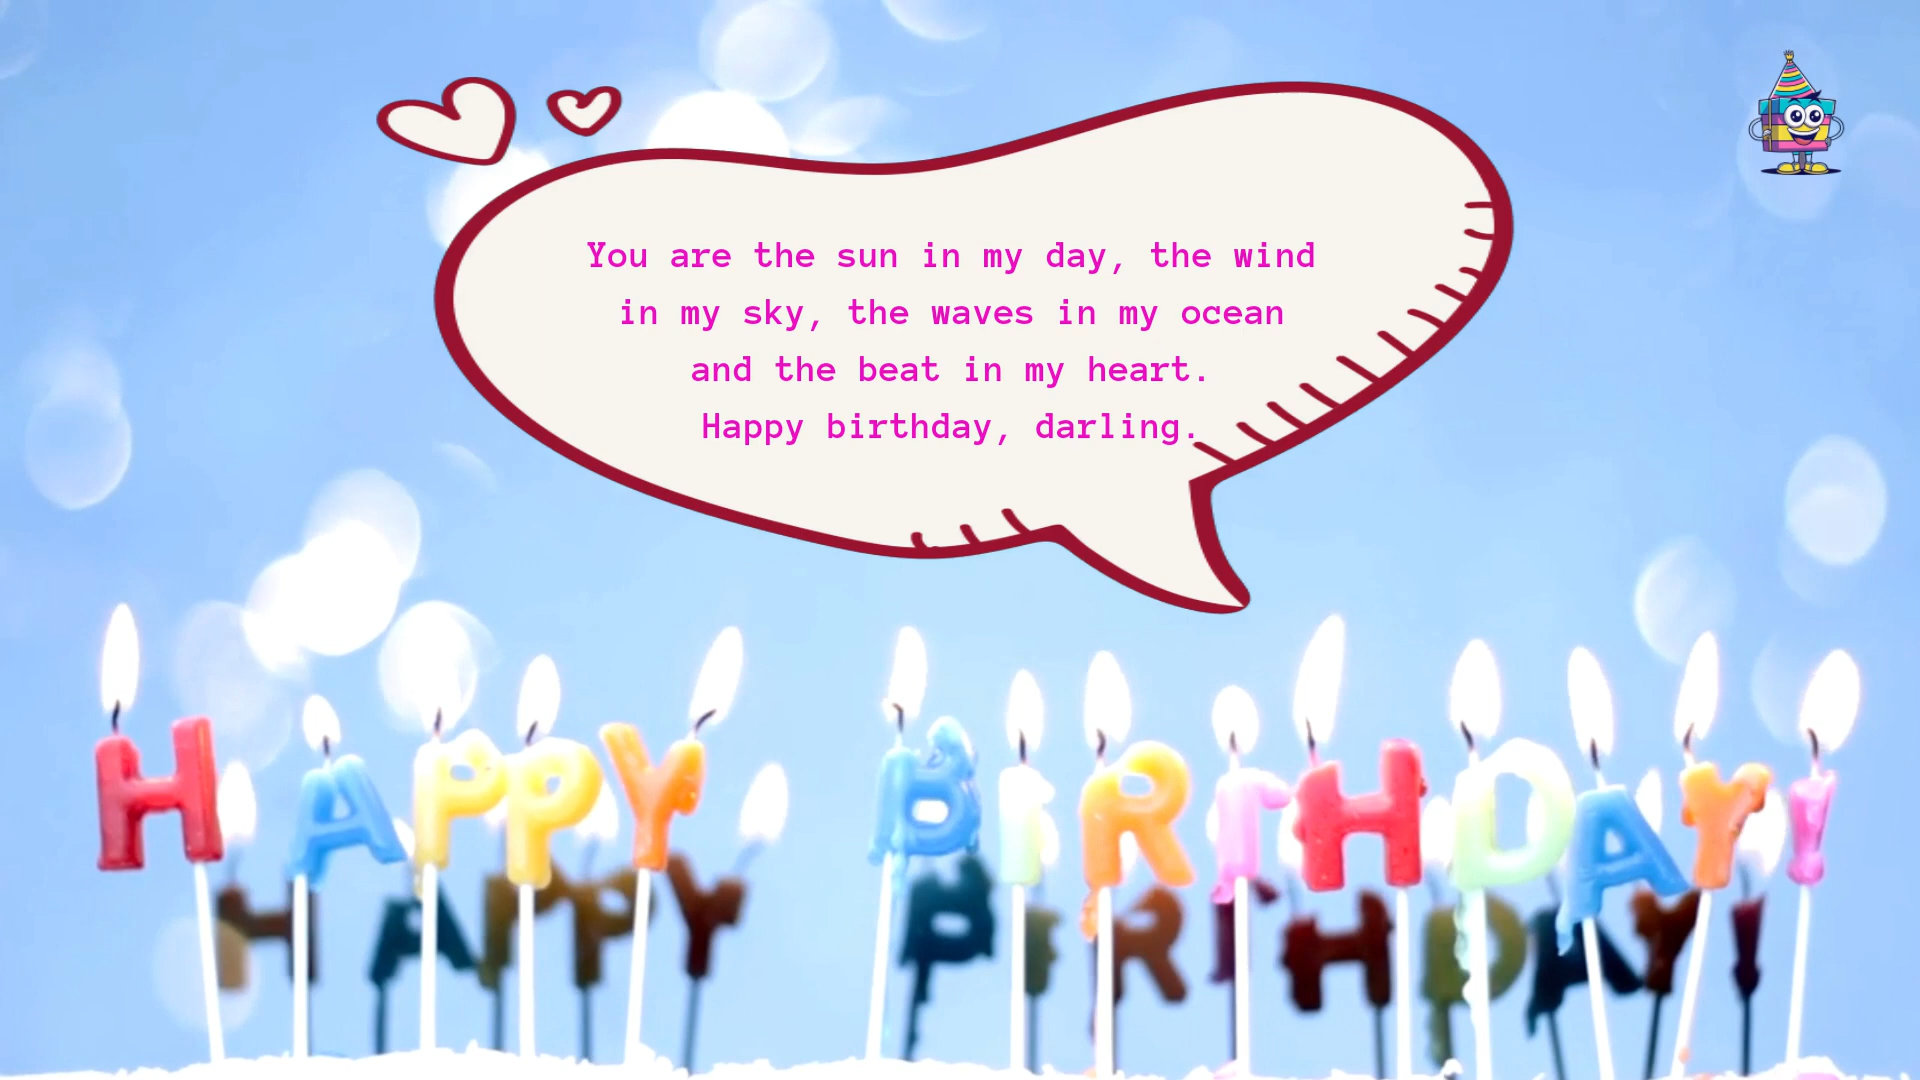 You are the sun in my day, the wind
in my sky, the waves in my ocean
and the beat in my heart.
Happy birthday, darling.
HAPPY BIRTHDAY!